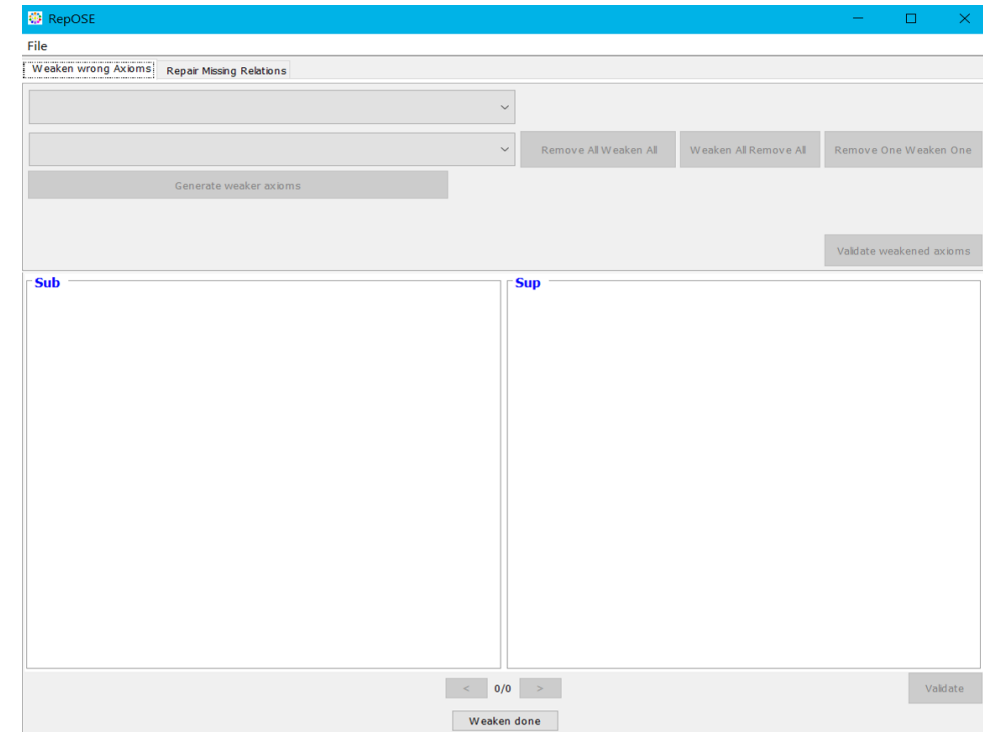 RepOSE
File
Weaken wrong Axioms Repair Missing Relations
Remove All Weaken All Weaken All Remove All Remove One Weaken One
Generate weaker axioms
Validate weakened axioms
Sub Sup
< 0/0 > Validate
Weaken done